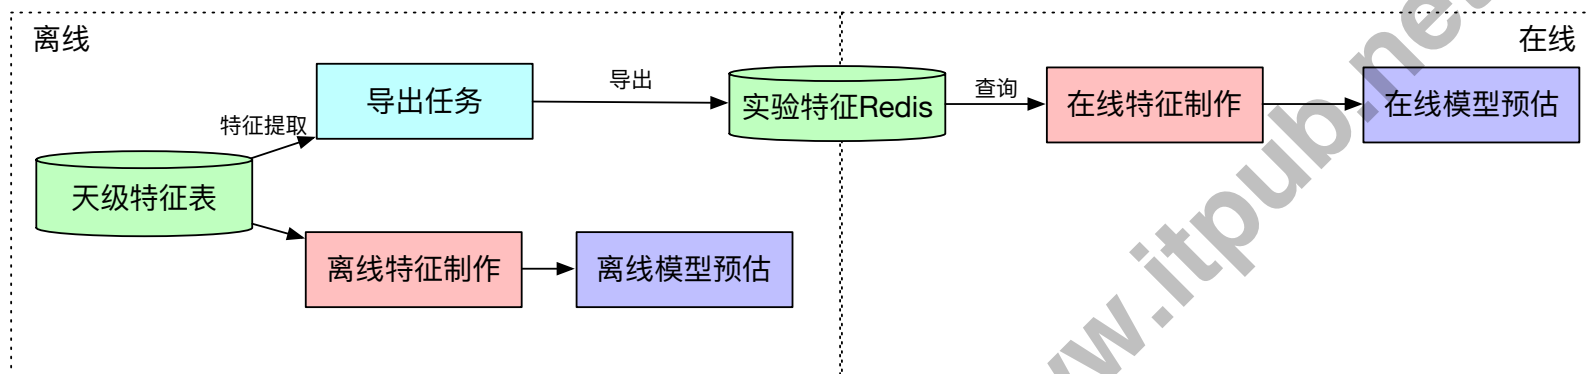 离线
在线
导出任务
导出
实验特征Redis
查询
在线特征制作
在线模型预估
特征提取
天级特征表
离线特征制作
离线模型预估
w.itpub.net